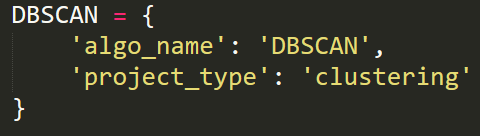 DBSCAN = {
    'algo_name': 'DBSCAN',
    'project_type': 'clustering'
}